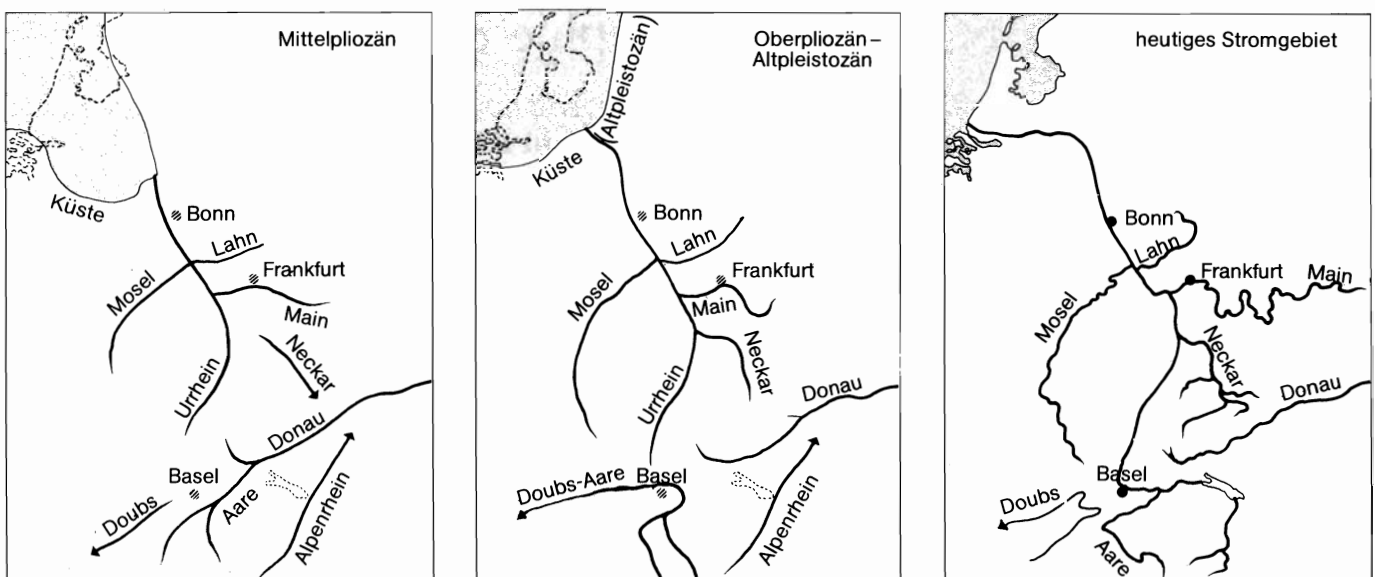 Mittelpliozän
Küste
Bonn
Lahn
Mosel
Frankfurt
Main
Neckar
Urrhein
Donau
Basel
Doubs
Aare
Alpenrhein
Oberpliozän –
Altpleistozän
(Altpleistozän)
Küste
Bonn
Lahn
Mosel
Frankfurt
Main
Neckar
Urrhein
Donau
Doubs-Aare
Basel
Alpenrhein
heutiges Stromgebiet
Bonn
Lahn
Frankfurt
Main
Mosel
Neckar
Donau
Basel
Doubs
Aare